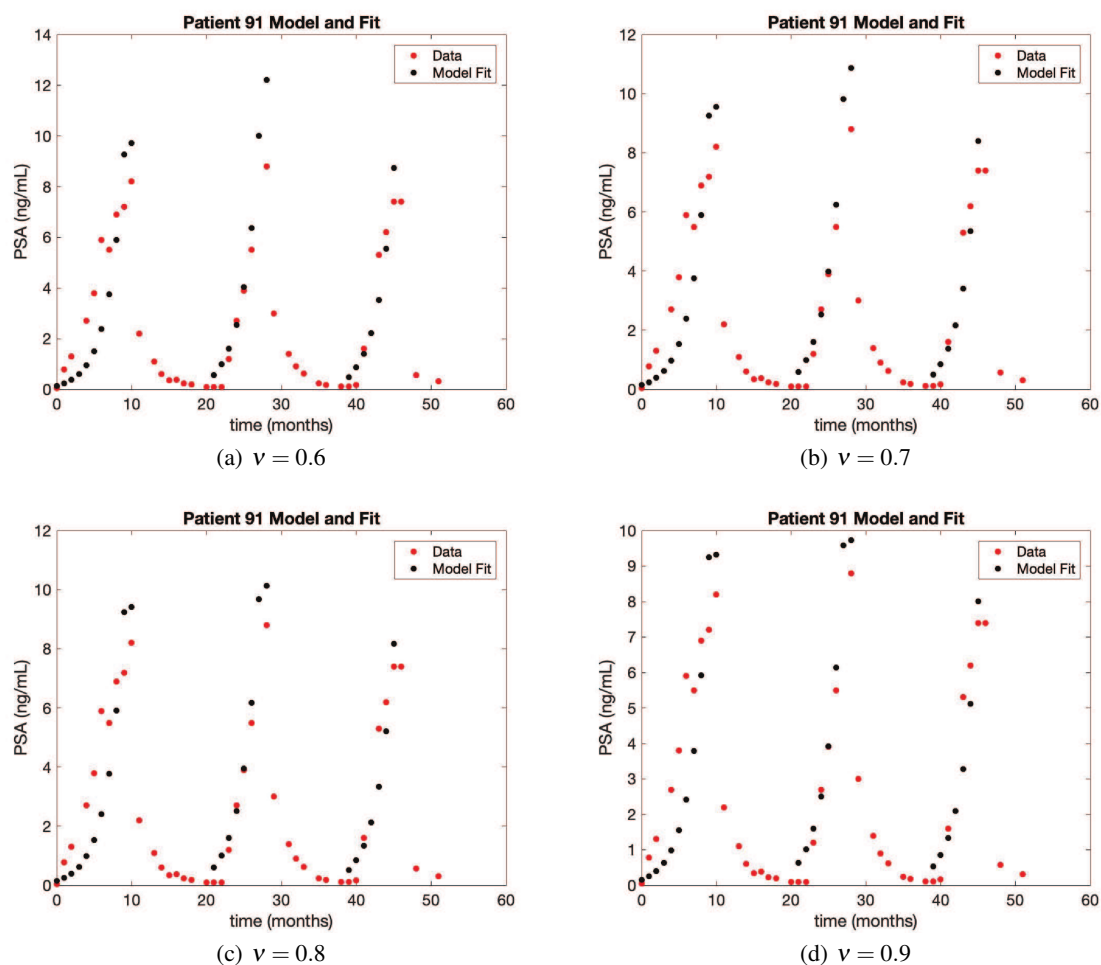 Patient 91 Model and Fit
14
12
10
8
6
4
2
0
PSA (ng/mL)
Data
Model Fit
0 10 20 30 40 50 60
time (months)
(a) ν = 0.6
Patient 91 Model and Fit
12
10
8
6
4
2
0
PSA (ng/mL)
Data
Model Fit
0 10 20 30 40 50 60
time (months)
(b) ν = 0.7
Patient 91 Model and Fit
12
10
8
6
4
2
0
PSA (ng/mL)
Data
Model Fit
0 10 20 30 40 50 60
time (months)
(c) ν = 0.8
Patient 91 Model and Fit
10
9
8
7
6
5
4
3
2
1
0
PSA (ng/mL)
Data
Model Fit
0 10 20 30 40 50 60
time (months)
(d) ν = 0.9